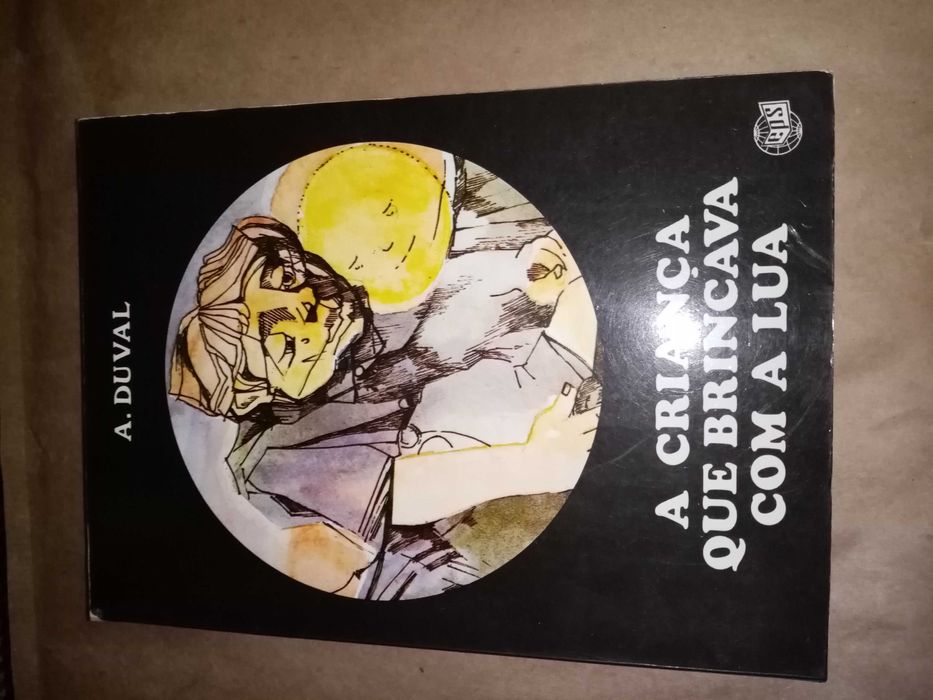 A. DUVAL
A CRIANÇA
QUE BRINCAVA
COM A LUA